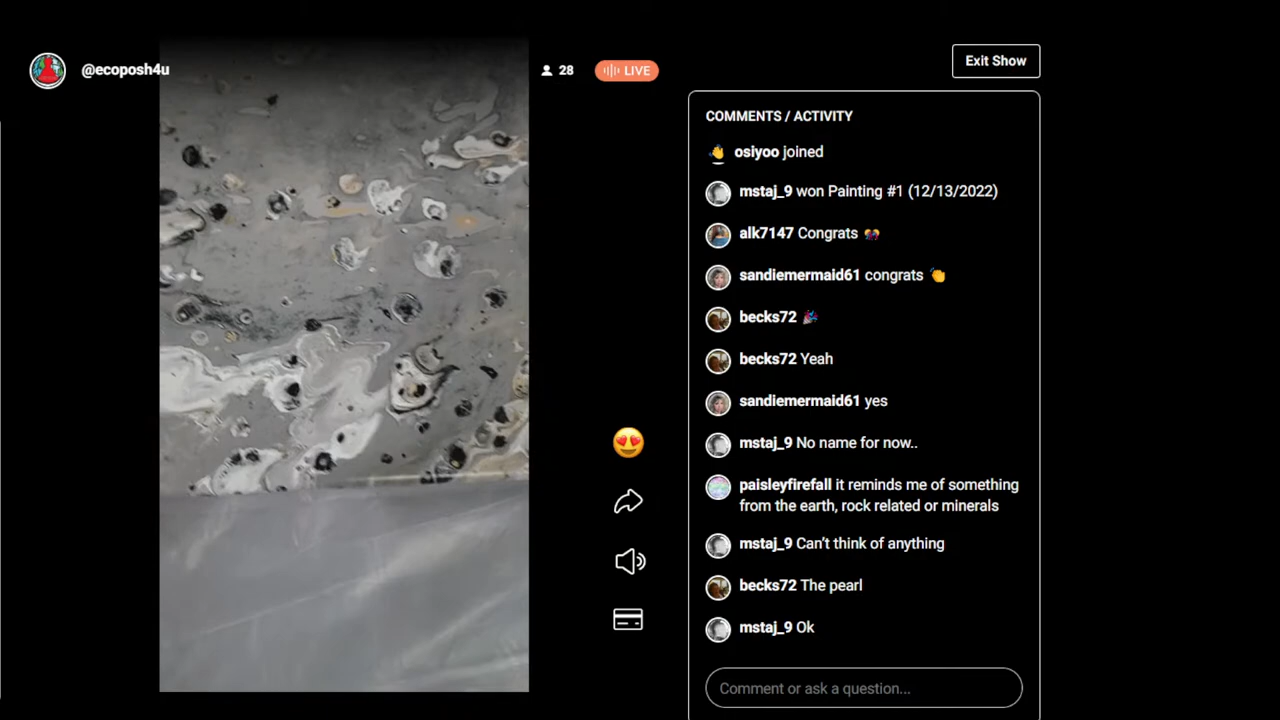 @ecoposh4u
28
LIVE
Exit Show
COMMENTS / ACTIVITY
osiyoo joined
mstaj_9 won Painting #1 (12/13/2022)
alk7147 Congrats
sandiemermaid61 congrats
becks72
becks72 Yeah
sandiemermaid61 yes
mstaj_9 No name for now..
paisleyfirefall it reminds me of something
from the earth, rock related or minerals
mstaj_9 Can't think of anything
becks72 The pearl
mstaj_9 Ok
Comment or ask a question...